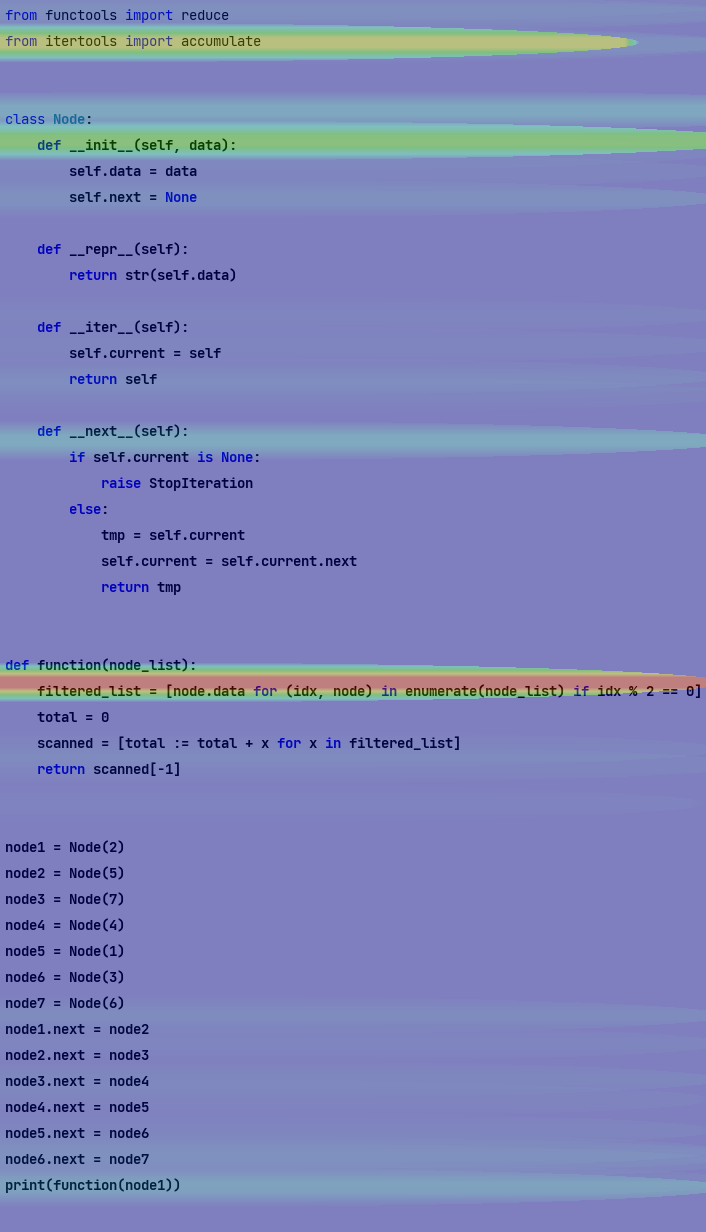 from functools import reduce
from itertools import accumulate
class Node:
    def __init__(self, data):
        self.data = data
        self.next = None
    def __repr__(self):
        return str(self.data)
    def __iter__(self):
        self.current = self
        return self
    def __next__(self):
        if self.current is None:
            raise StopIteration
        else:
            tmp = self.current
            self.current = self.current.next
            return tmp
def function(node_list):
    filtered_list = [node.data for (idx, node) in enumerate(node_list) if idx % 2 == 0]
    total = 0
    scanned = [total := total + x for x in filtered_list]
    return scanned[-1]
node1 = Node(2)
node2 = Node(5)
node3 = Node(7)
node4 = Node(4)
node5 = Node(1)
node6 = Node(3)
node7 = Node(6)
node1.next = node2
node2.next = node3
node3.next = node4
node4.next = node5
node5.next = node6
node6.next = node7
print(function(node1))